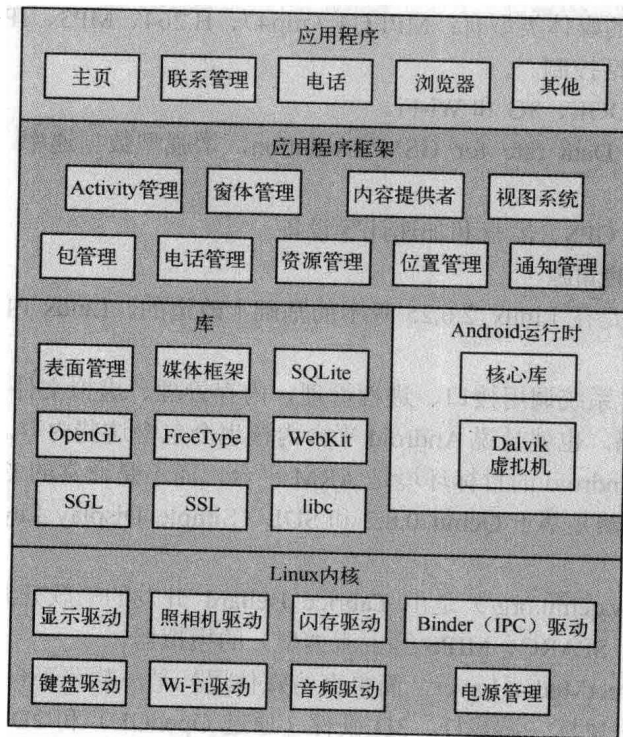 应用程序
主页 联系管理 电话 浏览器 其他
应用程序框架
Activity管理 窗体管理 内容提供者 视图系统
包管理 电话管理 资源管理 位置管理 通知管理
库
表面管理 媒体框架 SQLite
OpenGL FreeType WebKit
SGL SSL libc
Android运行时
核心库
Dalvik
虚拟机
Linux内核
显示驱动 照相机驱动 闪存驱动 Binder（IPC）驱动
键盘驱动 Wi-Fi驱动 音频驱动 电源管理